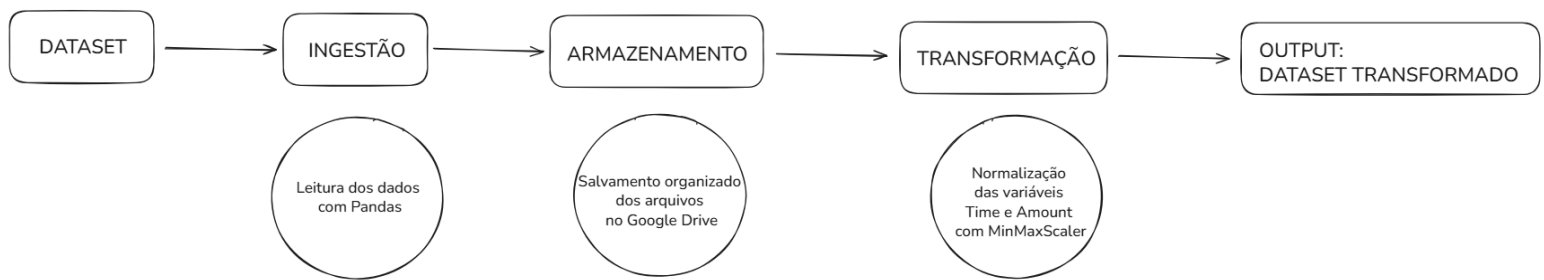 DATASET
INGESTÃO
ARMAZENAMENTO
TRANSFORMAÇÃO
OUTPUT:
DATASET TRANSFORMADO
Leitura dos dados
com Pandas
Salvamento organizado
dos arquivos
no Google Drive
Normalização
das variáveis
Time e Amount
com MinMaxScaler